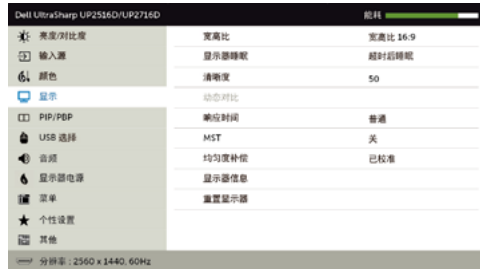 Dell UltraSharp UP2516D/UP2716D 能耗
亮度/对比度 宽高比 宽高比 16:9
输入源 显示器睡眠 超时后睡眠
颜色 清晰度 50
显示 动态对比
PIP/PBP 响应时间 普通
USB 选择 MST 关
音频 均匀度补偿 已校准
显示器电源 显示器信息
菜单 重置显示器
个性设置
其他
分辨率 : 2560 x 1440, 60Hz